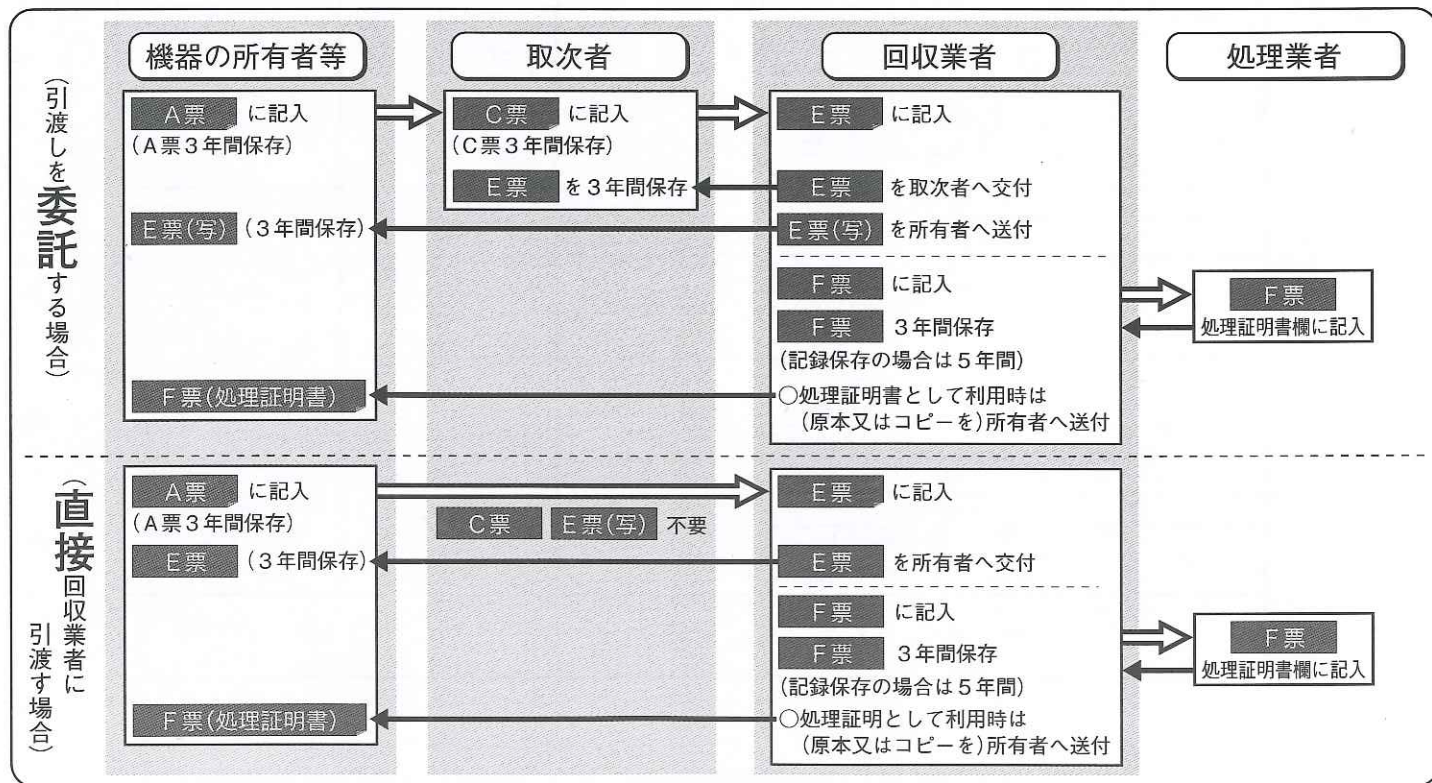 機器の所有者等
取次者
回収業者
処理業者
(引渡しを委託する場合)
A票 に記入
(A票3年間保存)
E票(写) (3年間保存)
F票(処理証明書)
C票 に記入
(C票3年間保存)
E票 を3年間保存
E票 に記入
E票 を取次者へ交付
E票(写) を所有者へ送付
F票 に記入
F票 3年間保存
(記録保存の場合は5年間)
○処理証明書として利用時は
(原本又はコピーを)所有者へ送付
F票
処理証明書欄に記入
(直接回収業者に
引渡す場合)
A票 に記入
(A票3年間保存)
E票 (3年間保存)
F票(処理証明書)
C票 E票(写) 不要
E票 に記入
E票 を所有者へ交付
F票 に記入
F票 3年間保存
(記録保存の場合は5年間)
○処理証明として利用時は
(原本又はコピーを)所有者へ送付
F票
処理証明書欄に記入